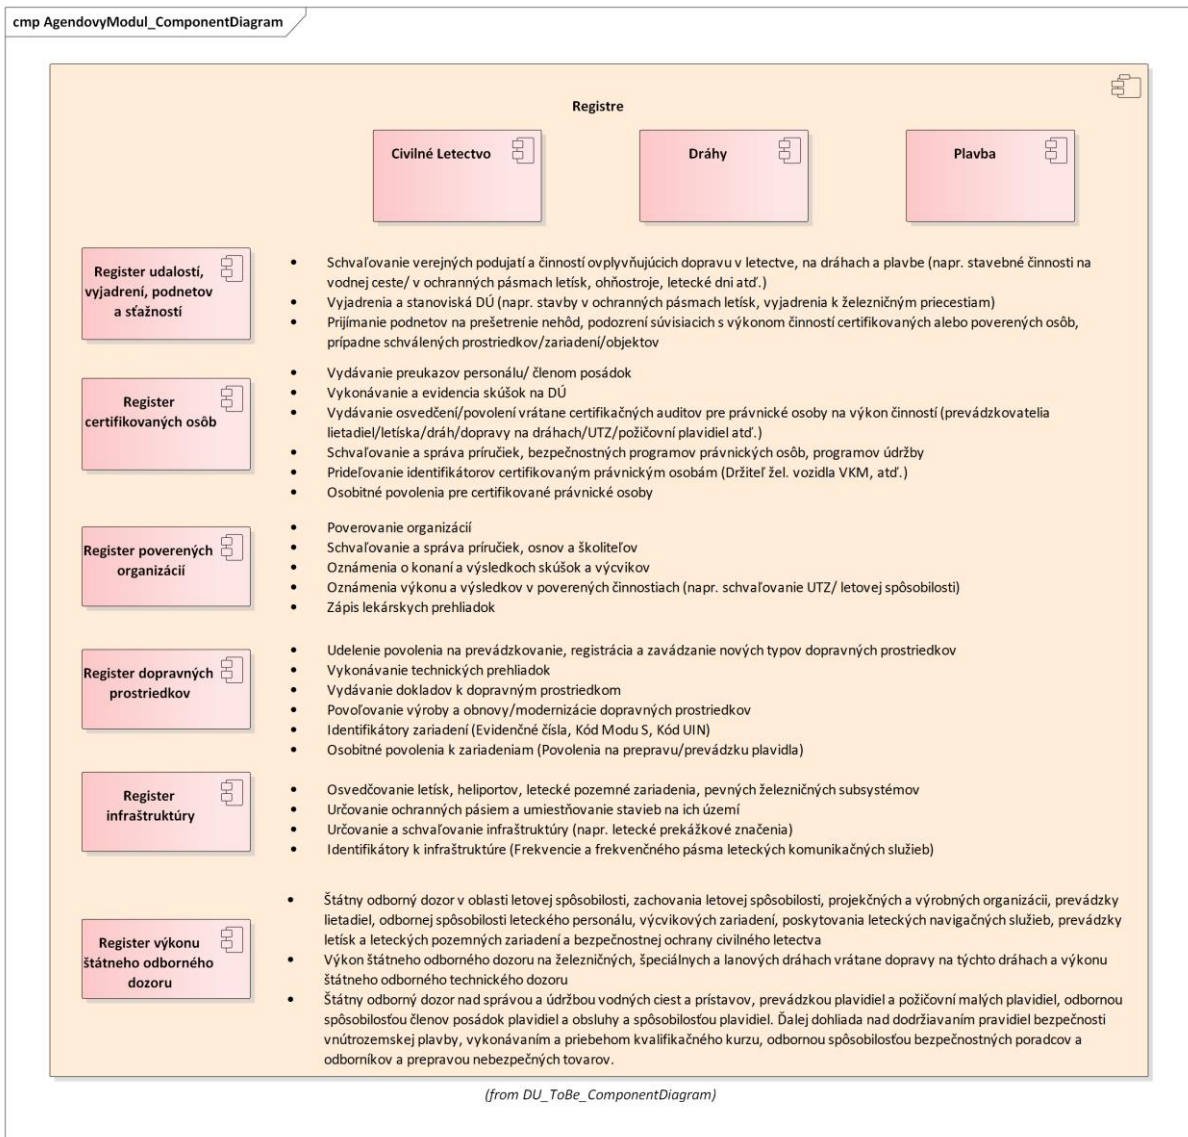 cmp AgendovyModul_ComponentDiagram
Registre
Civilné Letectvo
Dráhy
Plavba
Register udalostí,
vyjadrení, podnetov
a sťažností
• Schvaľovanie verejných podujatí a činností ovplyvňujúcich dopravu v letectve, na dráhach a plavbe (napr. stavebné činnosti na
vodnej ceste/ v ochranných pásmach letísk, ohňostroje, letecké dni atď.)
• Vyjadrenia a stanoviská DÚ (napr. stavby v ochranných pásmach letísk, vyjadrenia k železničným priecestiam)
• Prijímanie podnetov na prešetrenie nehôd, podozrení súvisiacich s výkonom činností certifikovaných alebo poverených osôb,
prípadne schválených prostriedkov/zariadení/objektov
Register
certifikovaných osôb
• Vydávanie preukazov personálu/ členom posádok
• Vykonávanie a evidencia skúšok na DÚ
• Vydávanie osvedčení/povolení vrátane certifikačných auditov pre právnické osoby na výkon činností (prevádzkovatelia
lietadiel/letíska/dráh/dopravy na dráhach/UTZ/požičovní plavidiel atď.)
• Schvaľovanie a správa príručiek, bezpečnostných programov právnických osôb, programov údržby
• Prideľovanie identifikátorov certifikovaným právnickým osobám (Držiteľ žel. vozidla VKM, atď.)
• Osobitné povolenia pre certifikované právnické osoby
Register poverených
organizácií
• Poverovanie organizácií
• Schvaľovanie a správa príručiek, osnov a školiteľov
• Oznámenia o konaní a výsledkoch skúšok a výcvikov
• Oznámenia výkonu a výsledkov v poverených činnostiach (napr. schvaľovanie UTZ/ letovej spôsobilosti)
• Zápis lekárskych prehliadok
Register dopravných
prostriedkov
• Udelenie povolenia na prevádzkovanie, registrácia a zavádzanie nových typov dopravných prostriedkov
• Vykonávanie technických prehliadok
• Vydávanie dokladov k dopravným prostriedkom
• Povoľovanie výroby a obnovy/modernizácie dopravných prostriedkov
• Identifikátory zariadení (Evidenčné čísla, Kód Modu S, Kód UIN)
• Osobitné povolenia k zariadeniam (Povolenia na prepravu/prevádzku plavidla)
Register
infraštruktúry
• Osvedčovanie letísk, heliportov, letecké pozemné zariadenia, pevných železničných subsystémov
• Určovanie ochranných pásiem a umiestňovanie stavieb na ich území
• Určovanie a schvaľovanie infraštruktúry (napr. letecké prekážkové značenia)
• Identifikátory k infraštruktúre (Frekvencie a frekvenčného pásma leteckých komunikačných služieb)
Register výkonu
štátneho odborného
dozoru
• Štátny odborný dozor v oblasti letovej spôsobilosti, zachovania letovej spôsobilosti, projekčných a výrobných organizácii, prevádzky
lietadiel, odbornej spôsobilosti leteckého personálu, výcvikových zariadení, poskytovania leteckých navigačných služieb, prevádzky
letísk a leteckých pozemných zariadení a bezpečnostnej ochrany civilného letectva
• Výkon štátneho odborného dozoru na železničných, špeciálnych a lanových dráhach vrátane dopravy na týchto dráhach a výkonu
štátneho odborného technického dozoru
• Štátny odborný dozor nad správou a údržbou vodných ciest a prístavov, prevádzkou plavidiel a požičovní malých plavidiel, odbornou
spôsobilosťou členov posádok plavidiel a obsluhy a spôsobilosťou plavidiel. Ďalej dohliada nad dodržiavaním pravidiel bezpečnosti
vnútrozemskej plavby, vykonávaním a priebehom kvalifikačného kurzu, odbornou spôsobilosťou bezpečnostných poradcov a
odborníkov a prepravou nebezpečných tovarov.
(from DU_ToBe_ComponentDiagram)